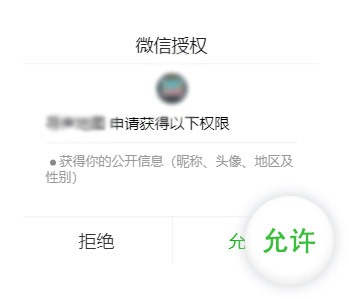 微信授权
申请获得以下权限
● 获得你的公开信息（昵称、头像、地区及
性别）
拒绝
允
允许